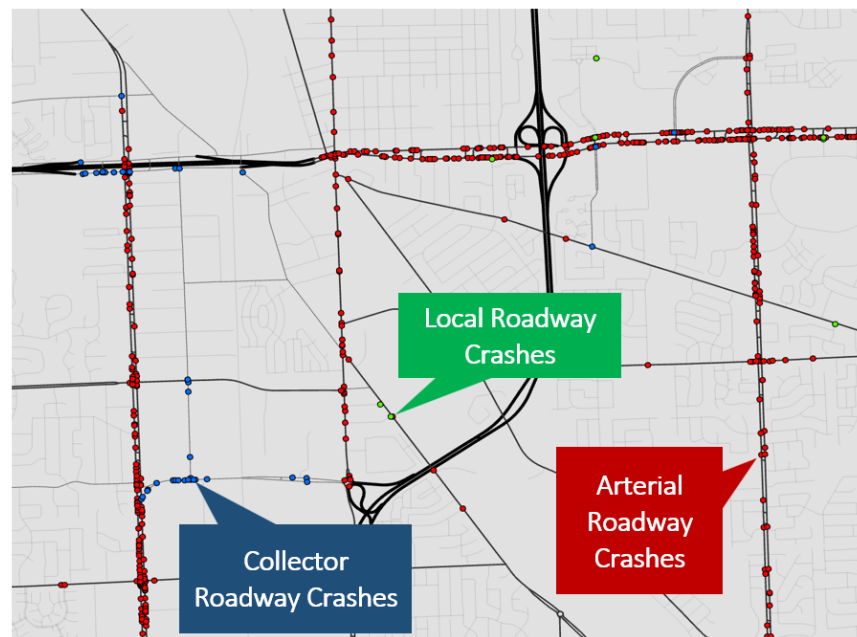 Local Roadway
Crashes
Arterial
Roadway
Crashes
Collector
Roadway Crashes